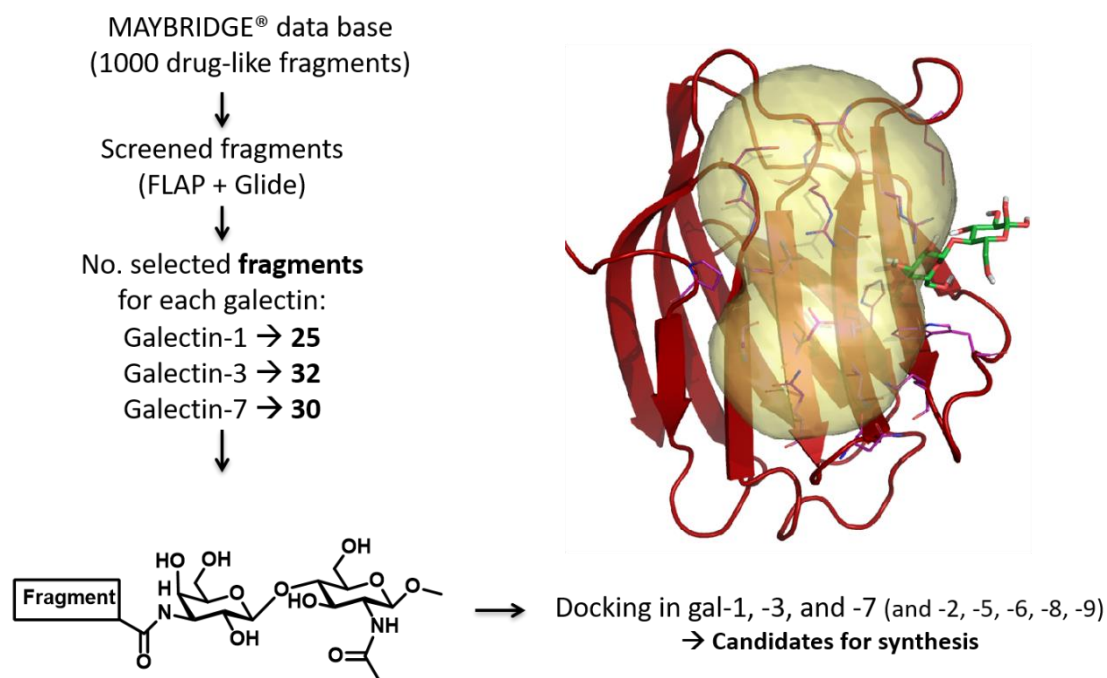 MAYBRIDGE® data base
(1000 drug-like fragments)
Screened fragments
(FLAP + Glide)
No. selected fragments
for each galectin:
Galectin-1 → 25
Galectin-3 → 32
Galectin-7 → 30
Fragment
O
H
N
HO
OH
O
OH
O
OH
O
HO
NH
O
O
Docking in gal-1, -3, and -7 (and -2, -5, -6, -8, -9)
→ Candidates for synthesis